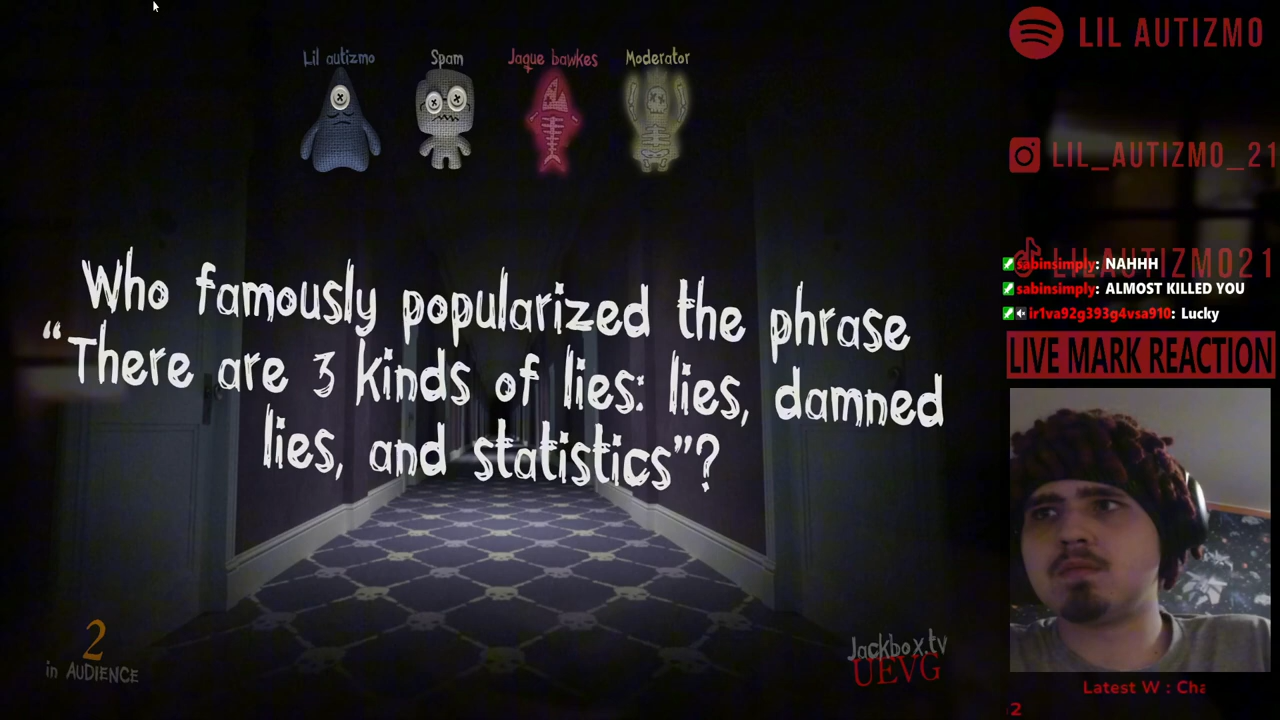 Lil autizmo
Spam
Jaque bawkes
Moderator
Who famously popularized the phrase
“There are 3 kinds of lies: lies, damned
lies, and statistics”?
2
in AUDIENCE
Jackbox.tv
UEVG
LIL AUTIZMO
LIL_AUTIZMO_21
LILAUTIZMO21
sabinsimply: NAHHH
sabinsimply: ALMOST KILLED YOU
ir1va92g393g4vsa910: Lucky
LIVE MARK REACTION
Latest W : Cha
2